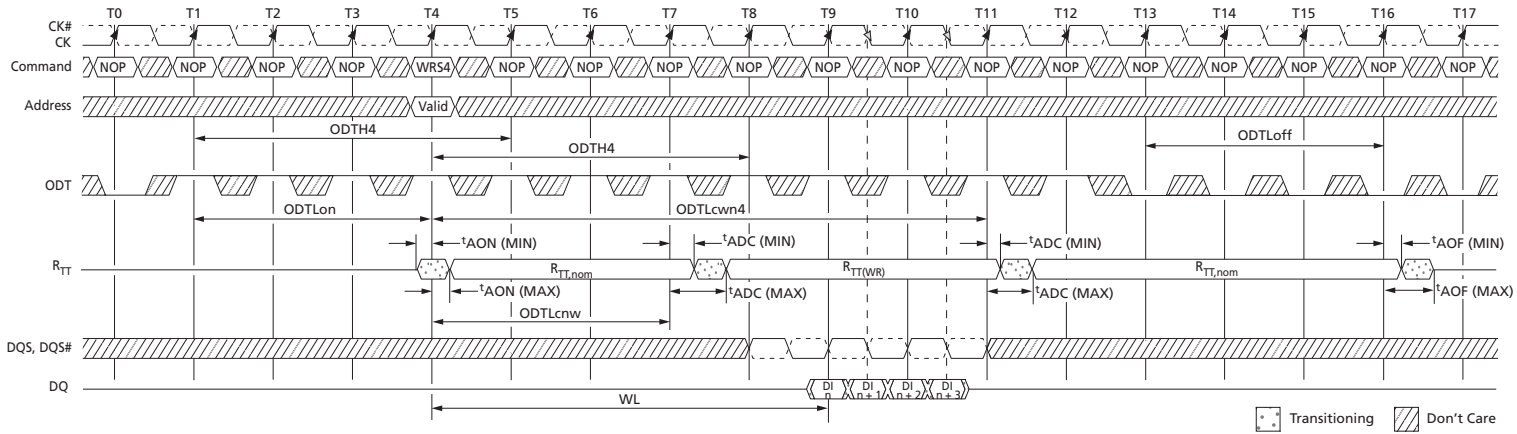 T0 T1 T2 T3 T4 T5 T6 T7 T8 T9 T10 T11 T12 T13 T14 T15 T16 T17
CK#
CK
Command NOP NOP NOP NOP WRS4 NOP NOP NOP NOP NOP NOP NOP NOP NOP NOP NOP NOP NOP
Address Valid
ODTH4 ODTLoff
ODTH4
ODT
ODTLon ODTLcwn4
tAON (MIN) tADC (MIN) tADC (MIN) tAOF (MIN)
RTT RTT,nom RTT(WR) RTT,nom
tAON (MAX) tADC (MAX) tADC (MAX) tAOF (MAX)
ODTLcnw
DQS, DQS#
DQ DI n DI n + 1 DI n + 2 DI n + 3
WL
Transitioning Don't Care